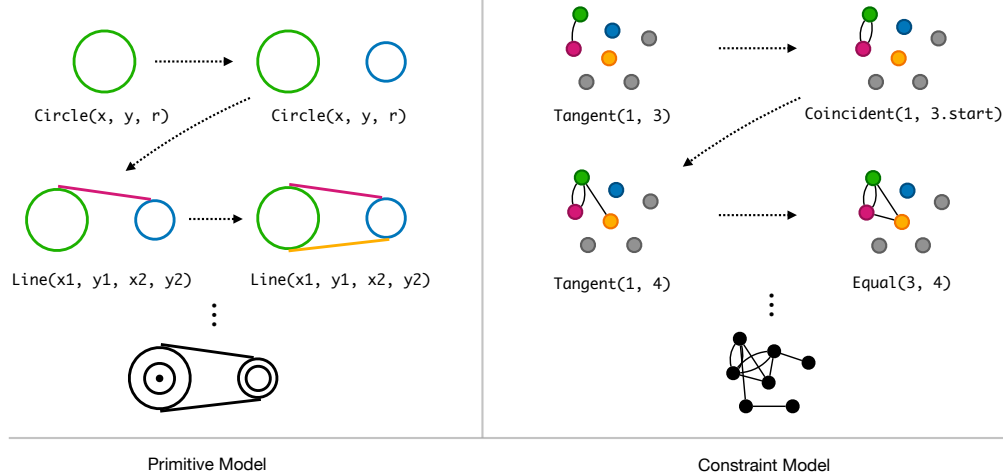 Circle(x, y, r)
Circle(x, y, r)
Line(x1, y1, x2, y2)
Line(x1, y1, x2, y2)
Primitive Model
Tangent(1, 3)
Coincident(1, 3.start)
Tangent(1, 4)
Equal(3, 4)
Constraint Model